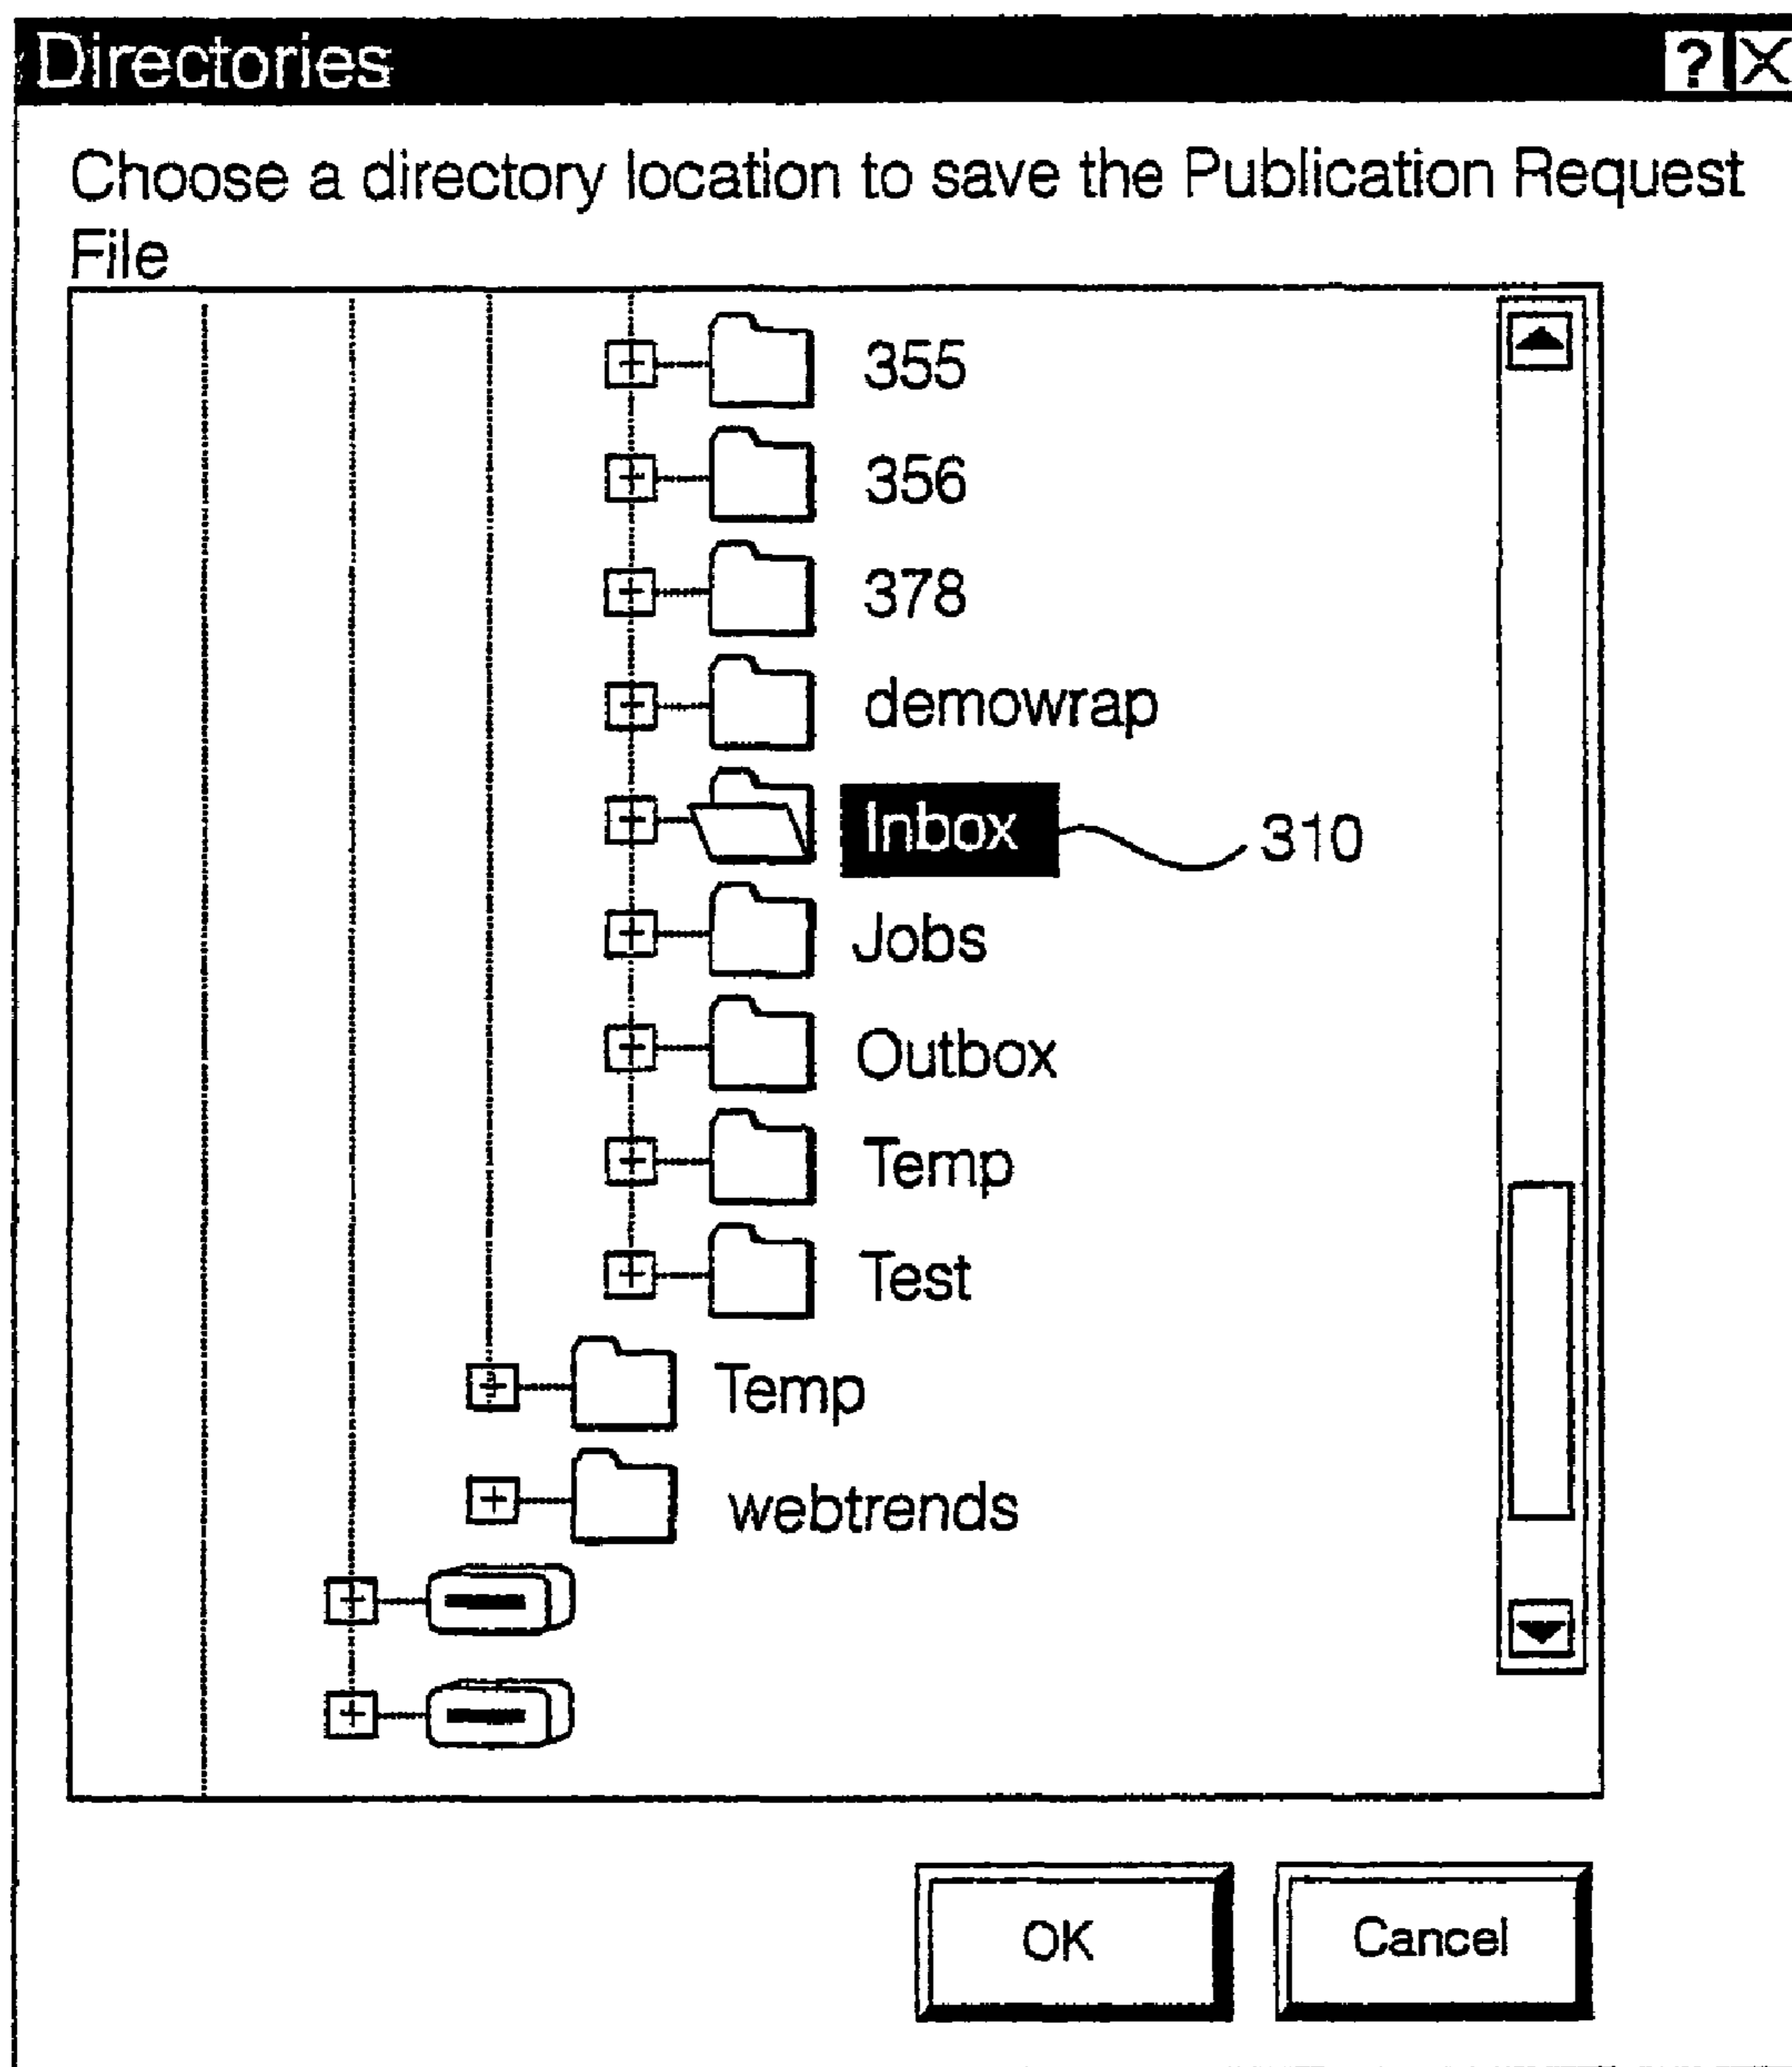 Directories
? X
Choose a directory location to save the Publication Request
File
355
356
378
demowrap
Inbox 310
Jobs
Outbox
Temp
Test
Temp
webtrends
OK Cancel